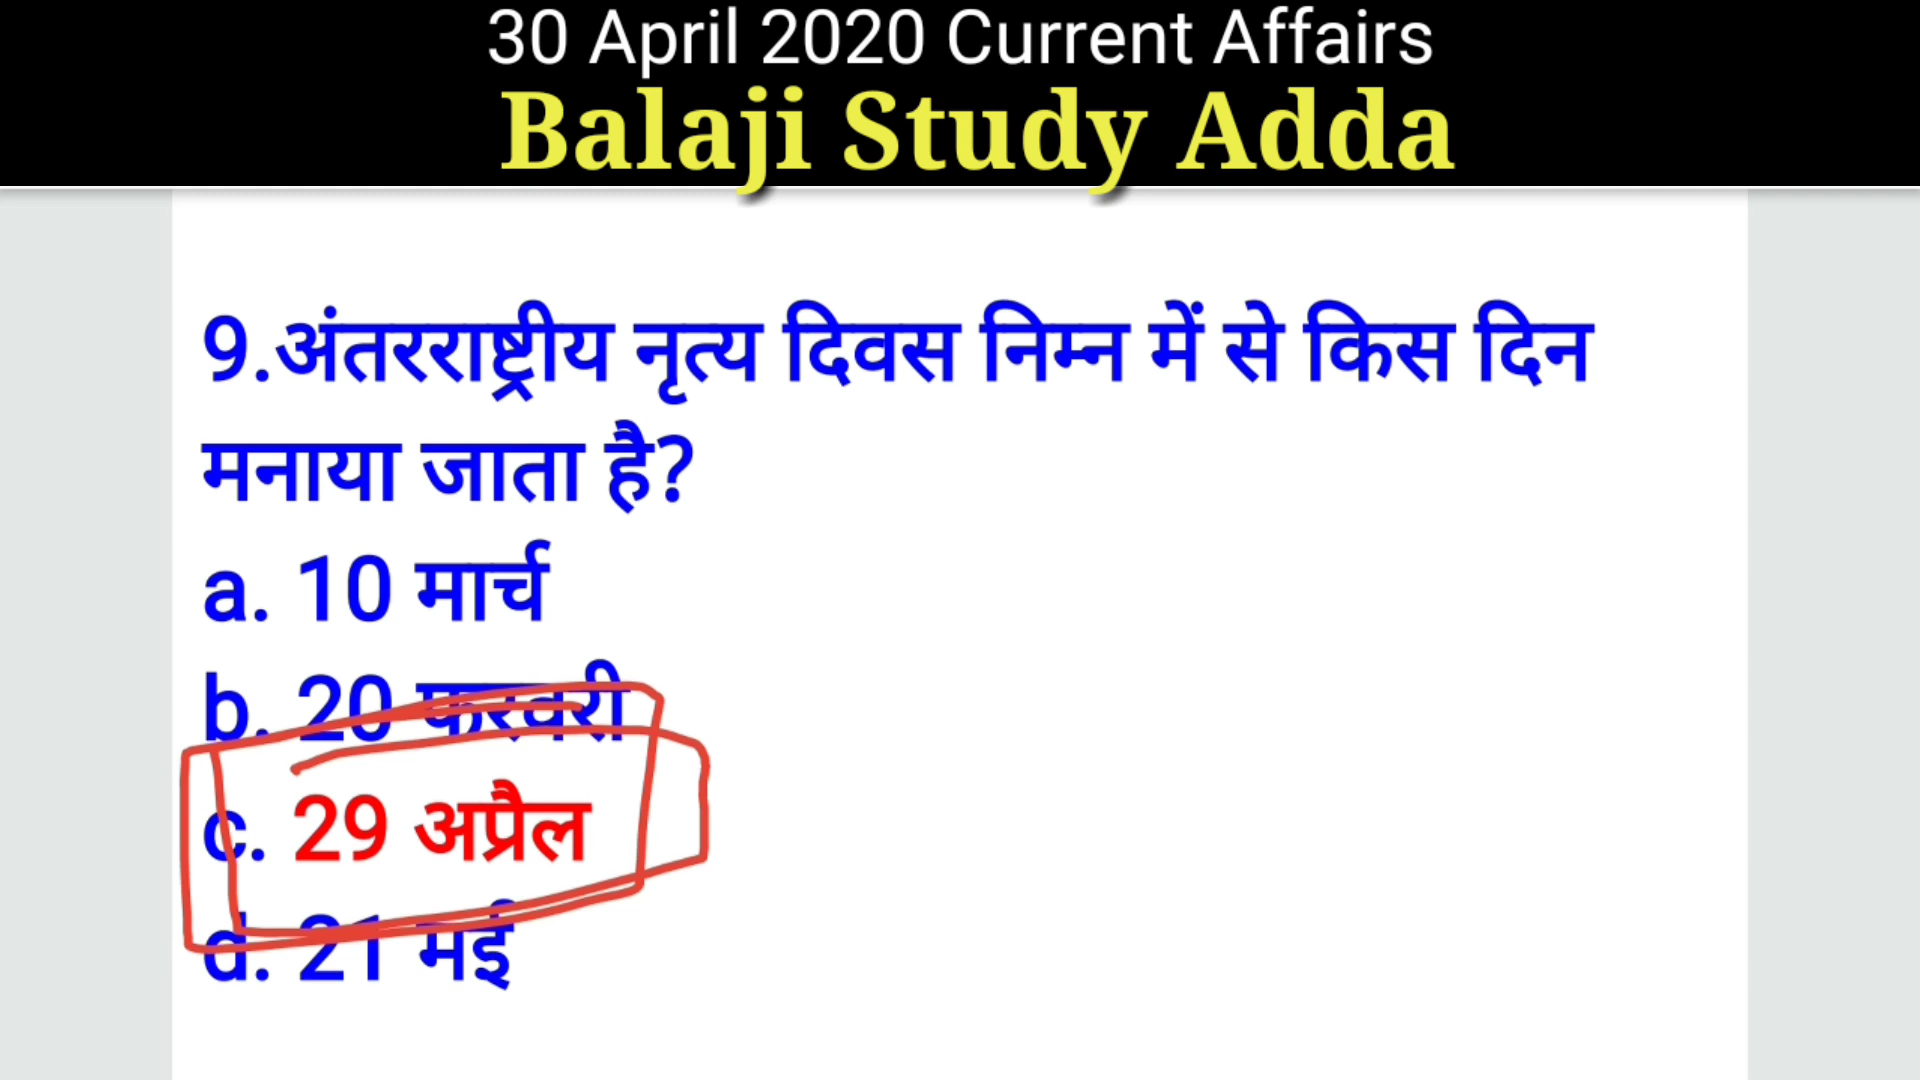 30 April 2020 Current Affairs
Balaji Study Adda
9.अंतरराष्ट्रीय नृत्य दिवस निम्न में से किस दिन
मनाया जाता है?
a. 10 मार्च
b. 20 फरवरी
c. 29 अप्रैल
d. 21 मई